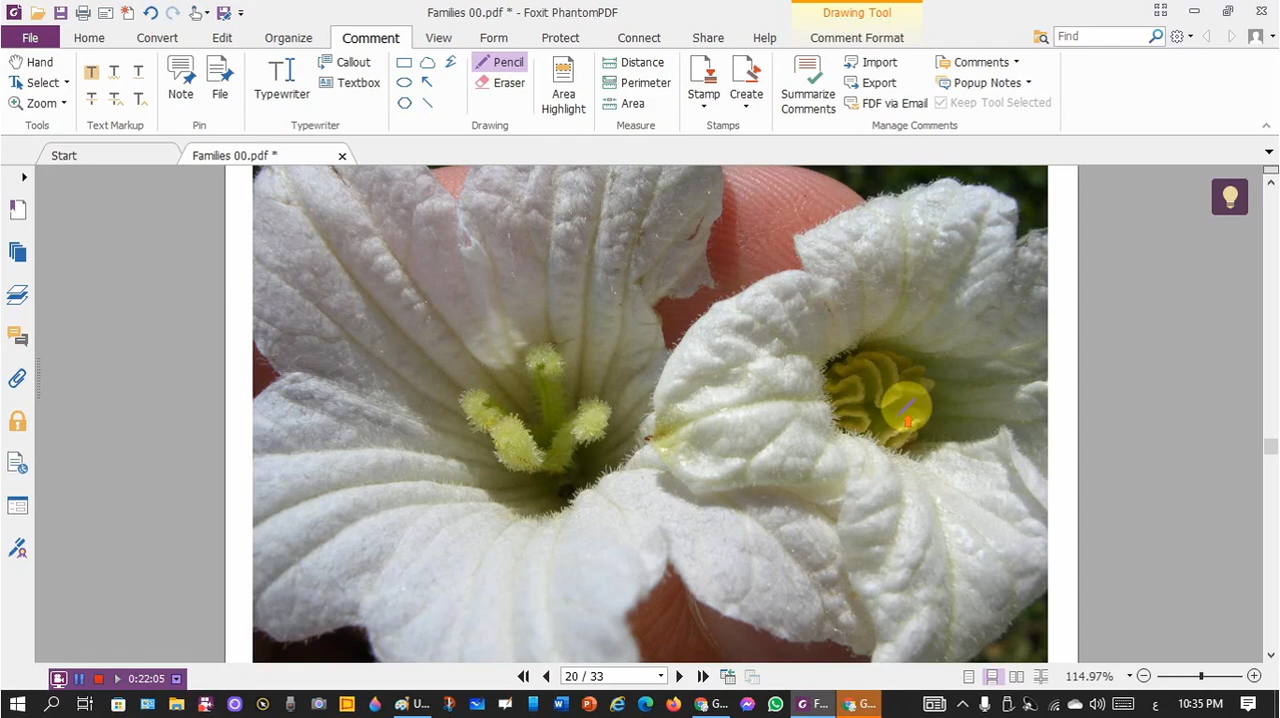 Families 00.pdf * - Foxit PhantomPDF
Drawing Tool
File
Home
Convert
Edit
Organize
Comment
View
Form
Protect
Connect
Share
Help
Comment Format
Find
Hand
Select
Zoom
Tools
Text Markup
Note
File
Pin
Typewriter
Callout
Textbox
Typewriter
Pencil
Eraser
Drawing
Area
Highlight
Distance
Perimeter
Area
Measure
Stamp
Create
Stamps
Summarize
Comments
Import
Export
FDF via Email
Comments
Popup Notes
Keep Tool Selected
Manage Comments
Start
Families 00.pdf *
0:22:05
20 / 33
114.97%
U...
G...
F...
G...
ع
10:35 PM